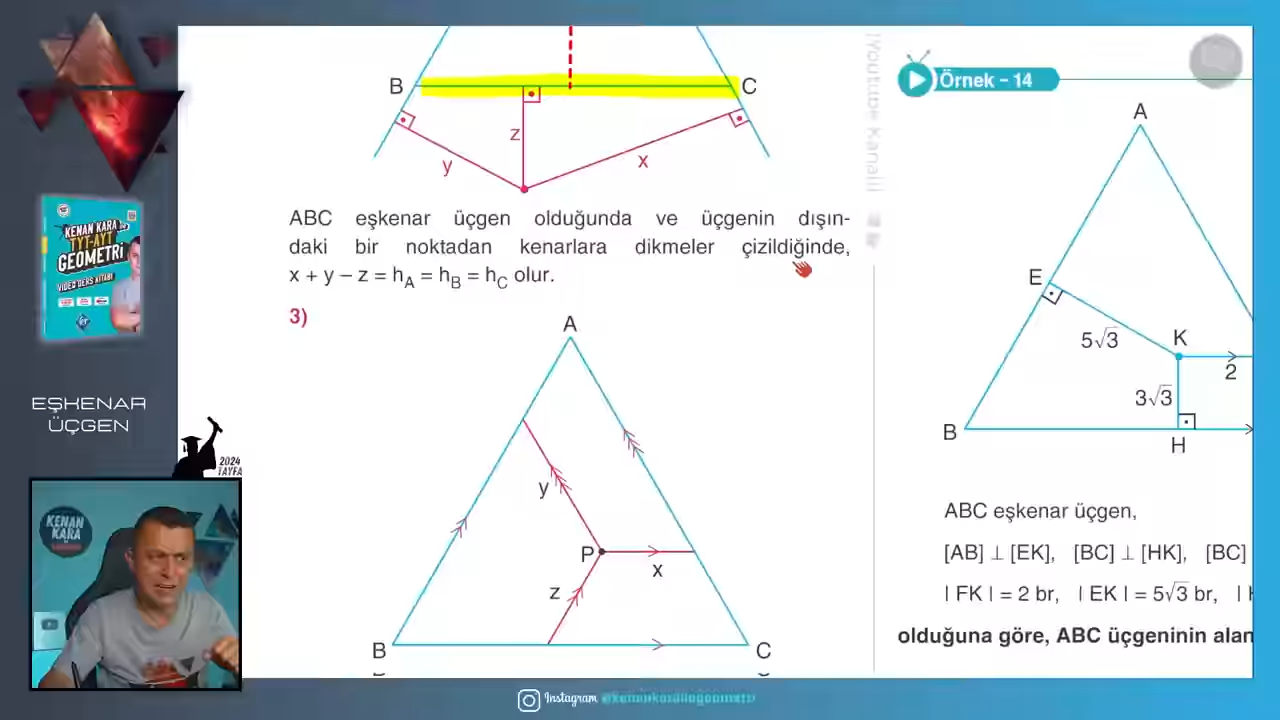 B
C
z
y
x
ABC eşkenar üçgen olduğunda ve üçgenin dışın-
daki bir noktadan kenarlara dikmeler çizildiğinde,
x + y – z = hA = hB = hC olur.
3)
A
y
P
x
z
B
C
Örnek – 14
A
E
5√3
K
2
3√3
B
H
ABC eşkenar üçgen,
[AB] ⊥ [EK], [BC] ⊥ [HK], [BC]
| FK | = 2 br, | EK | = 5√3 br, |
olduğuna göre, ABC üçgeninin alan
KENAN KARA
TYT-AYT
GEOMETRİ
VİDEO DERS KİTABI
EŞKENAR
ÜÇGEN
2024
TAYFA
KENAN
KARA
Instagram